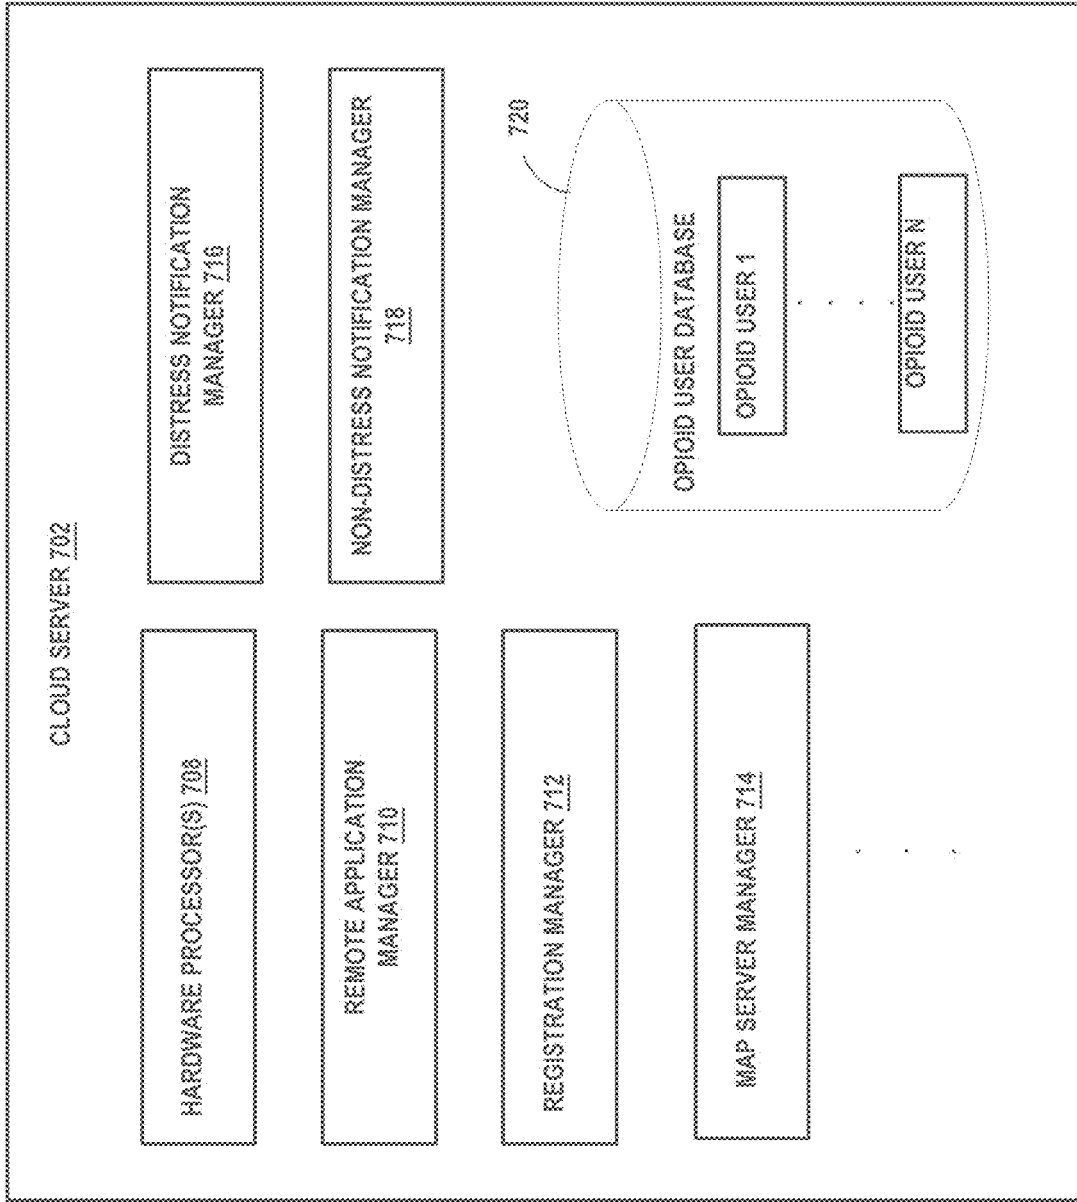 CLOUD SERVER 702
HARDWARE PROCESSOR(S) 708
REMOTE APPLICATION
MANAGER 710
REGISTRATION MANAGER 712
MAP SERVER MANAGER 714
DISTRESS NOTIFICATION
MANAGER 716
NON-DISTRESS NOTIFICATION MANAGER
718
720
OPIOID USER DATABASE
OPIOID USER 1
OPIOID USER N